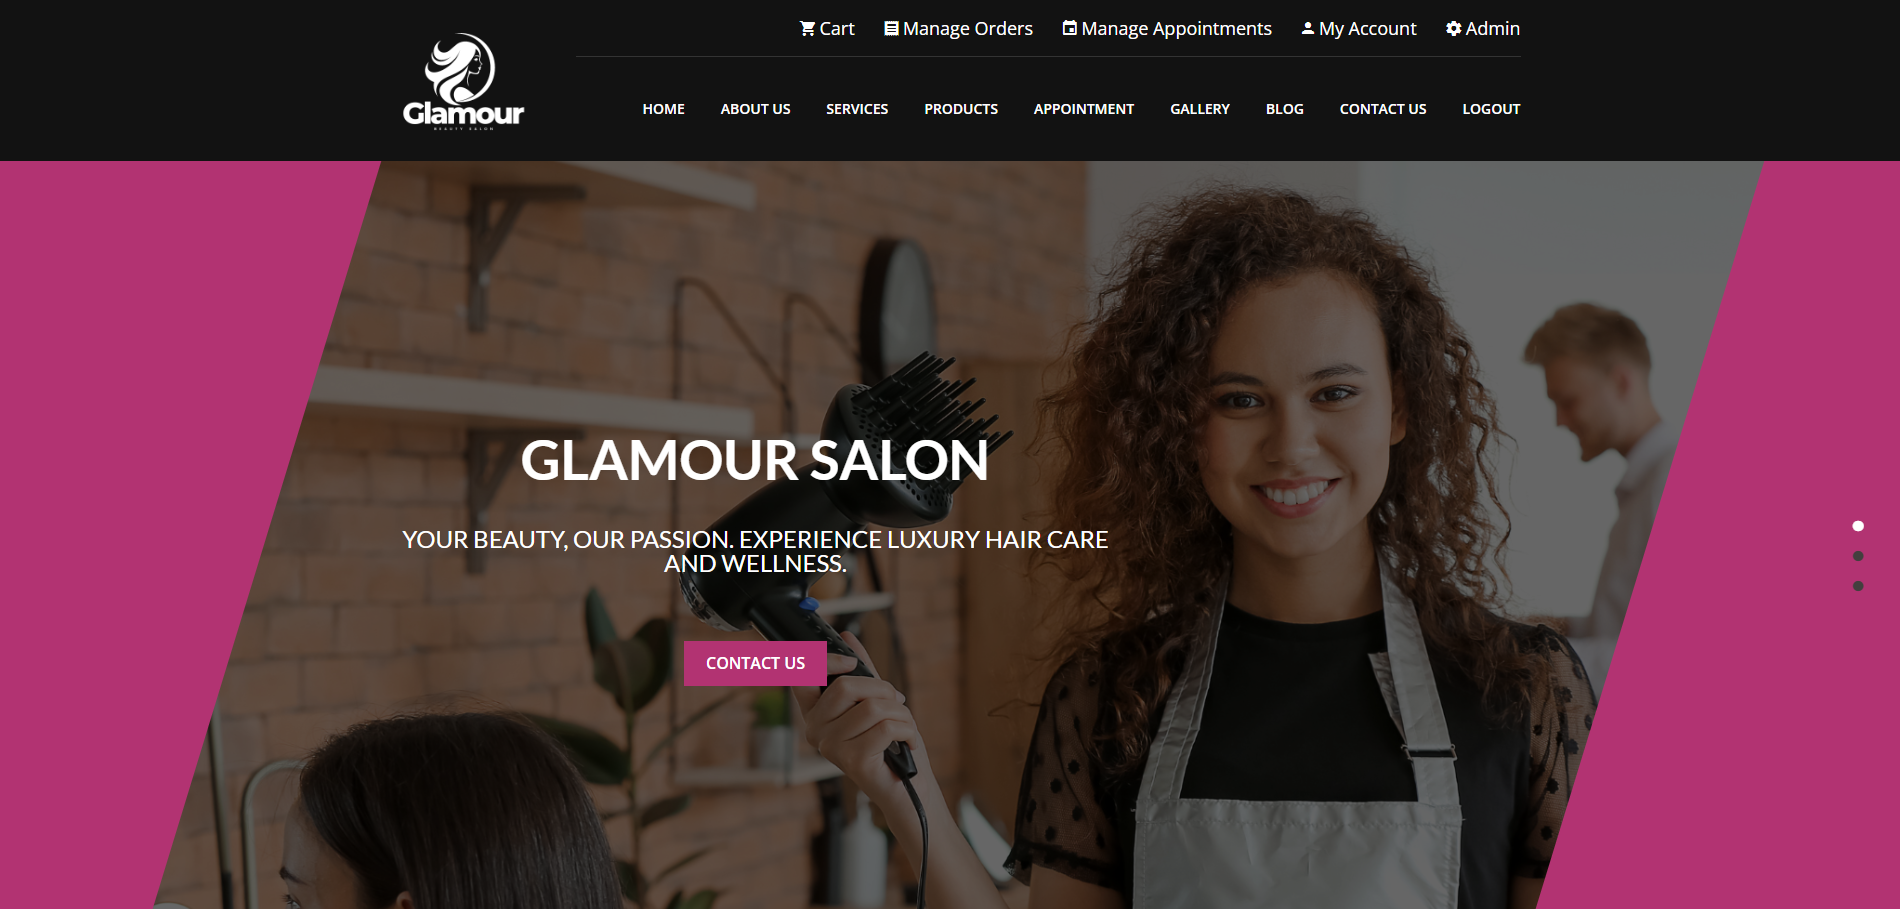 Cart Manage Orders Manage Appointments My Account Admin
Glamour
BEAUTY SALON
HOME ABOUT US SERVICES PRODUCTS APPOINTMENT GALLERY BLOG CONTACT US LOGOUT
GLAMOUR SALON
YOUR BEAUTY, OUR PASSION. EXPERIENCE LUXURY HAIR CARE
AND WELLNESS.
CONTACT US